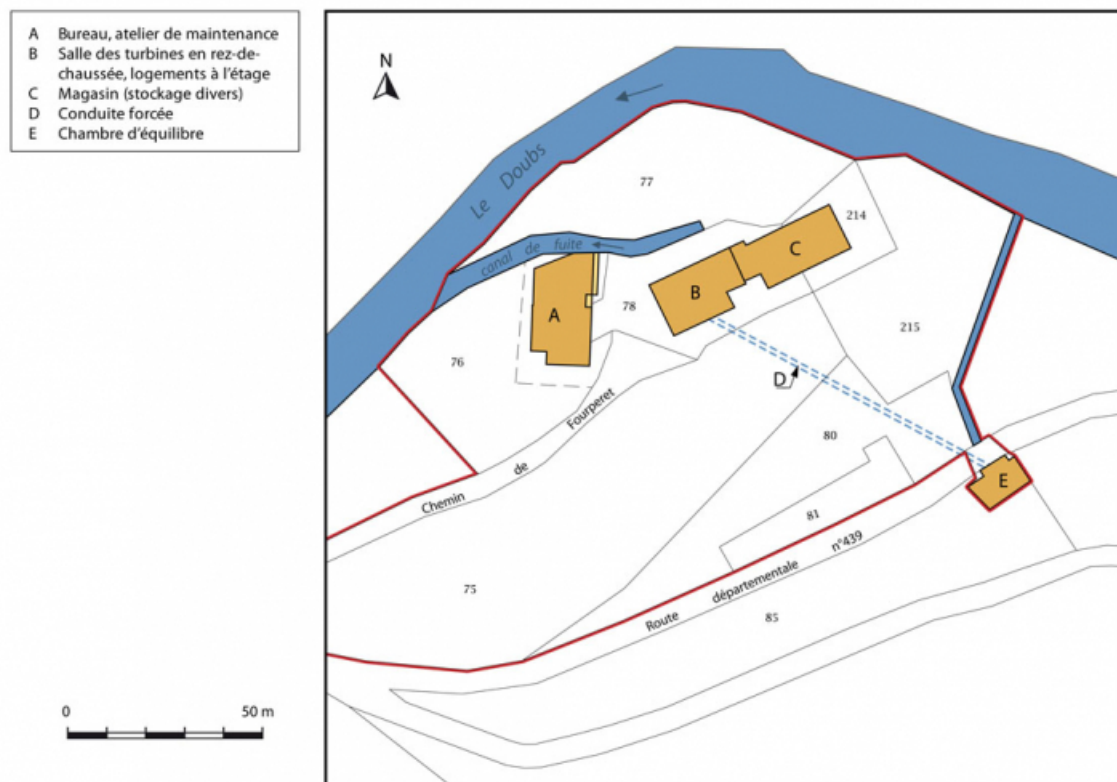 A Bureau, atelier de maintenance
B Salle des turbines en rez-de-
chaussée, logements à l'étage
C Magasin (stockage divers)
D Conduite forcée
E Chambre d'équilibre
N
Le Doubs
77
214
canal de fuite
C
B
A
78
215
76
D
Chemin de Fourperet
80
E
81
Route départementale n°439
75
85
0 50 m